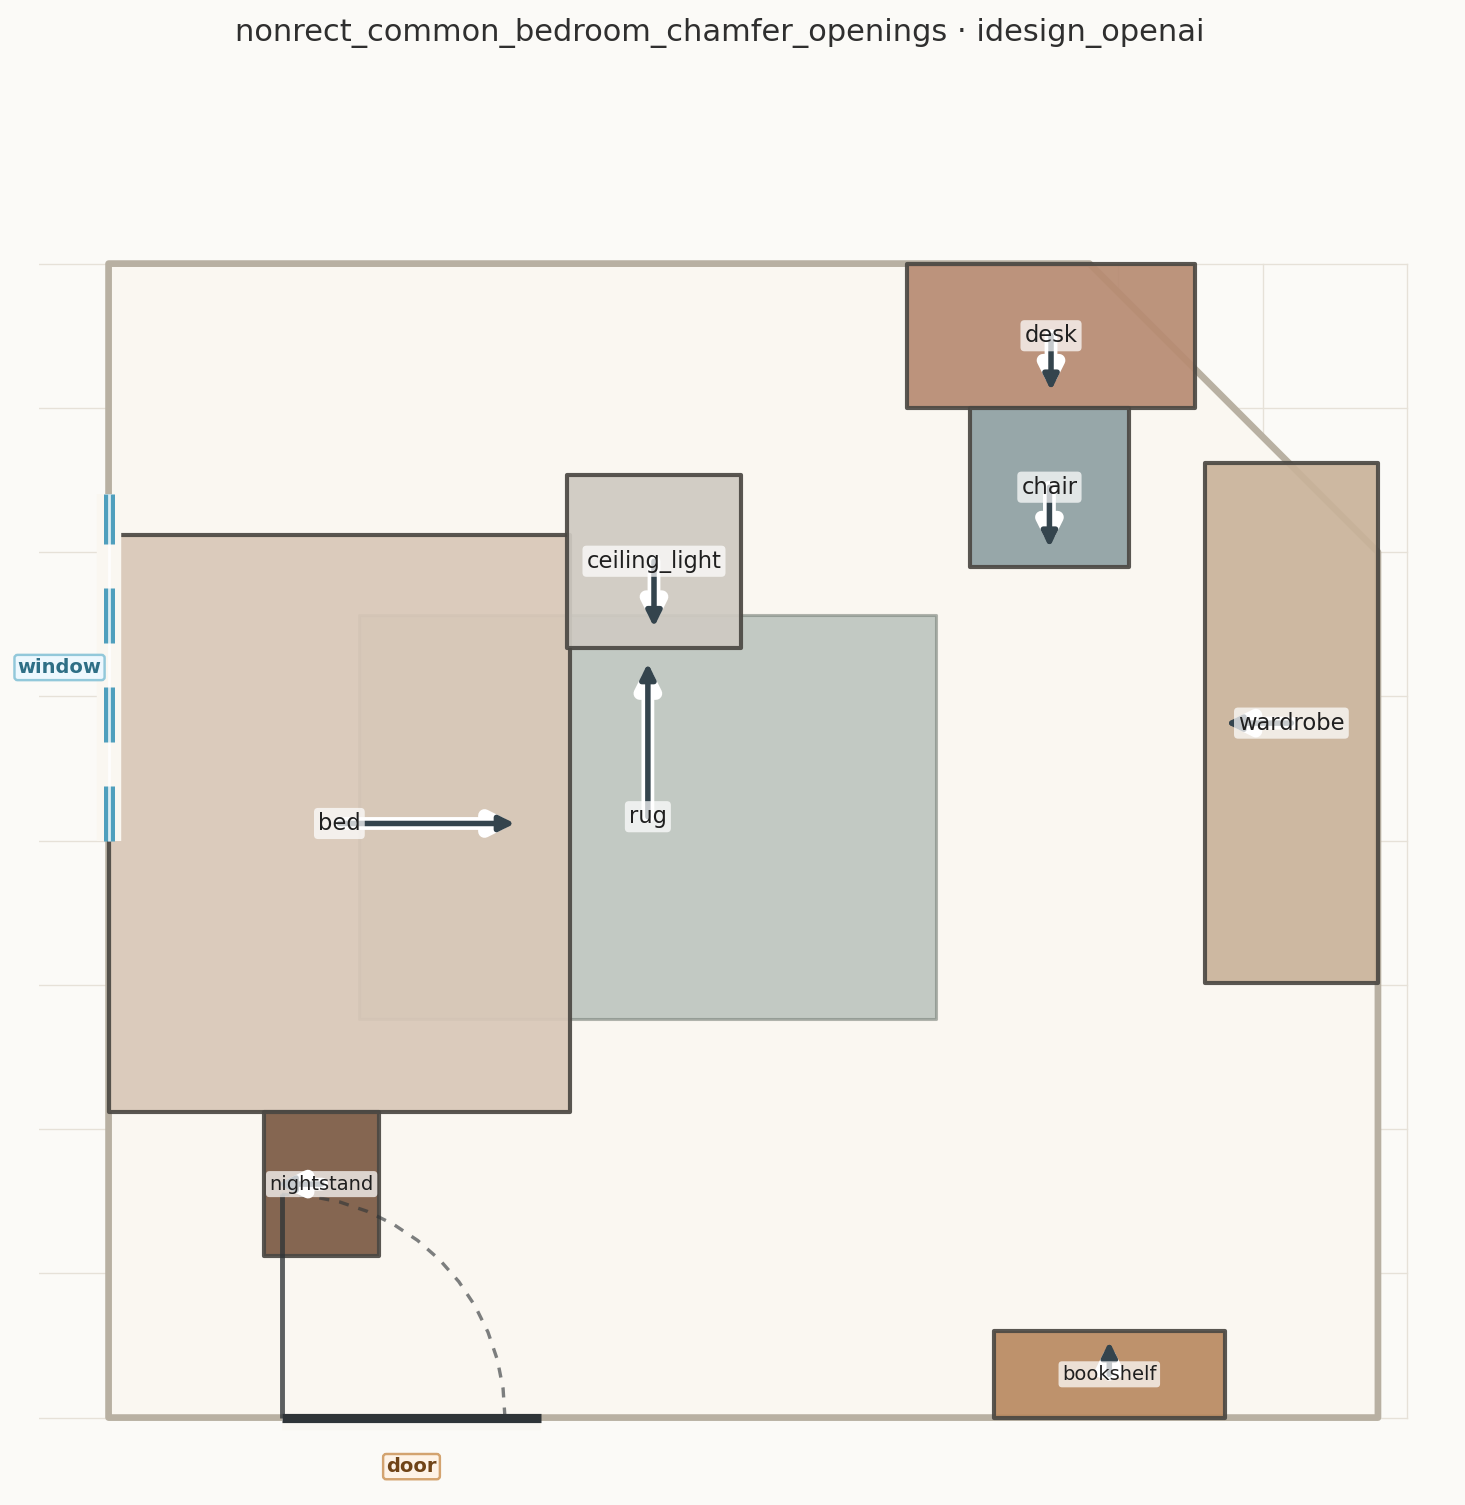 nonrect_common_bedroom_chamfer_openings · idesign_openai
desk
chair
ceiling_light
window
wardrobe
rug
bed
nightstand
bookshelf
door